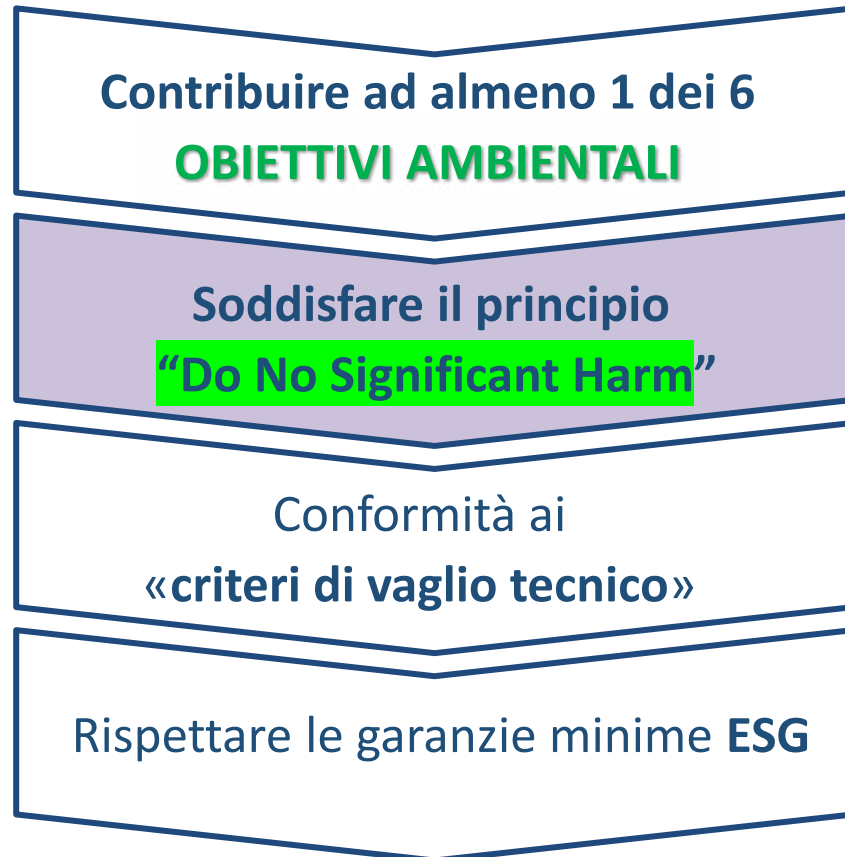 Contribuire ad almeno 1 dei 6
OBIETTIVI AMBIENTALI
Soddisfare il principio
“Do No Significant Harm”
Conformità ai
«criteri di vaglio tecnico»
Rispettare le garanzie minime ESG